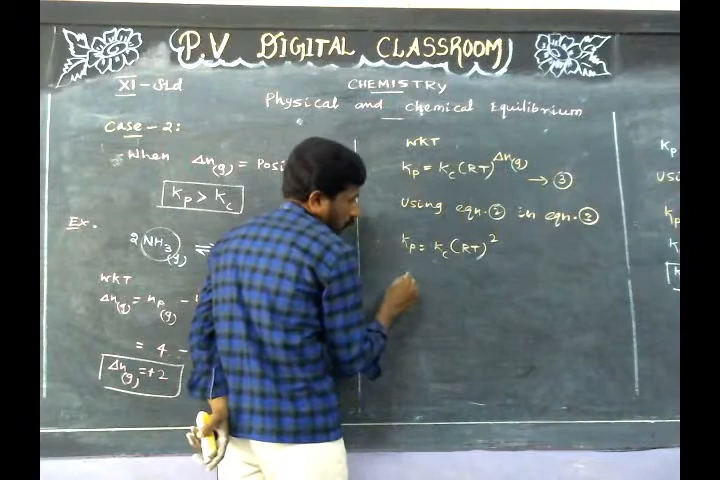 P.V DIGITAL CLASSROOM
XI - Std
CHEMISTRY
Physical and chemical Equilibrium
Case - 2:
When Δn(g) = Posi
Kp > Kc
Ex.
2 NH3(g) ⇌
WKT
Δn(g) = np(g) -
= 4 -
Δn(g) = +2
WKT
Kp = Kc (RT)^Δn(g) → ③
Using eqn. ② in eqn. ③
Kp = Kc (RT)^2
Kp
Usi
Kp